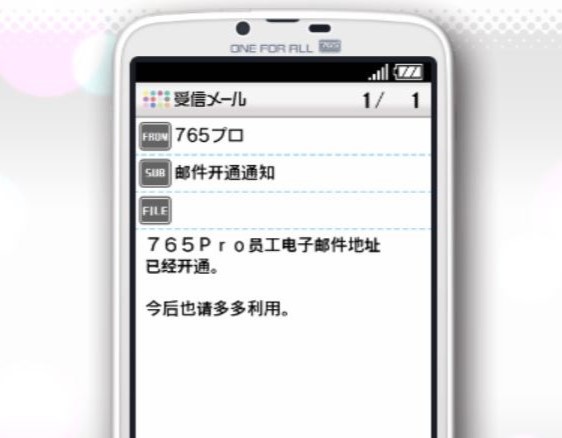 ONE FOR ALL 765
受信メール 1/ 1
FROM 765プロ
SUB 邮件开通通知
FILE
７６５Ｐｒｏ员工电子邮件地址
已经开通。
今后也请多多利用。